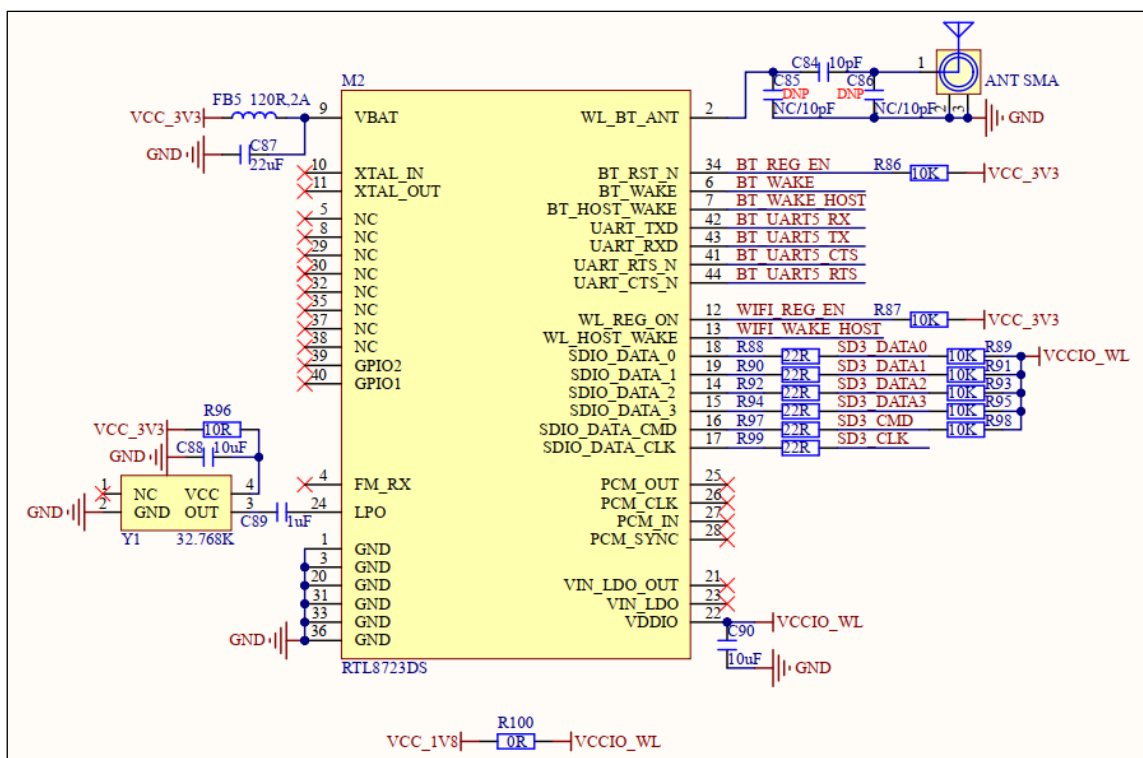 C84 10pF
1
ANT SMA
C85
DNP
NC/10pF
C86
DNP
NC/10pF
2
3
GND
M2
FB5 120R,2A
VCC_3V3
9
VBAT
WL_BT_ANT
2
GND
C87
22uF
10
XTAL_IN
11
XTAL_OUT
5
NC
8
NC
29
NC
30
NC
32
NC
35
NC
37
NC
38
NC
39
GPIO2
40
GPIO1
BT_RST_N
34
BT_REG_EN
R86
10K
VCC_3V3
BT_WAKE
6
BT_WAKE
BT_HOST_WAKE
7
BT_WAKE_HOST
UART_TXD
42
BT_UART5_RX
UART_RXD
43
BT_UART5_TX
UART_RTS_N
41
BT_UART5_CTS
UART_CTS_N
44
BT_UART5_RTS
WL_REG_ON
12
WIFI_REG_EN
R87
10K
VCC_3V3
WL_HOST_WAKE
13
WIFI_WAKE_HOST
SDIO_DATA_0
18
R88
22R
SD3_DATA0
10K
R89
VCCIO_WL
SDIO_DATA_1
19
R90
22R
SD3_DATA1
10K
R91
SDIO_DATA_2
14
R92
22R
SD3_DATA2
10K
R93
SDIO_DATA_3
15
R94
22R
SD3_DATA3
10K
R95
SDIO_DATA_CMD
16
R97
22R
SD3_CMD
10K
R98
SDIO_DATA_CLK
17
R99
22R
SD3_CLK
R96
VCC_3V3
10R
GND
C88
10uF
1
NC
VCC
4
GND
2
GND
OUT
3
C89
1uF
Y1
32.768K
4
FM_RX
24
LPO
PCM_OUT
25
PCM_CLK
26
PCM_IN
27
PCM_SYNC
28
1
GND
3
GND
20
GND
31
GND
33
GND
36
GND
GND
VIN_LDO_OUT
21
VIN_LDO
23
VDDIO
22
VCCIO_WL
C90
10uF
GND
RTL8723DS
R100
VCC_1V8
0R
VCCIO_WL